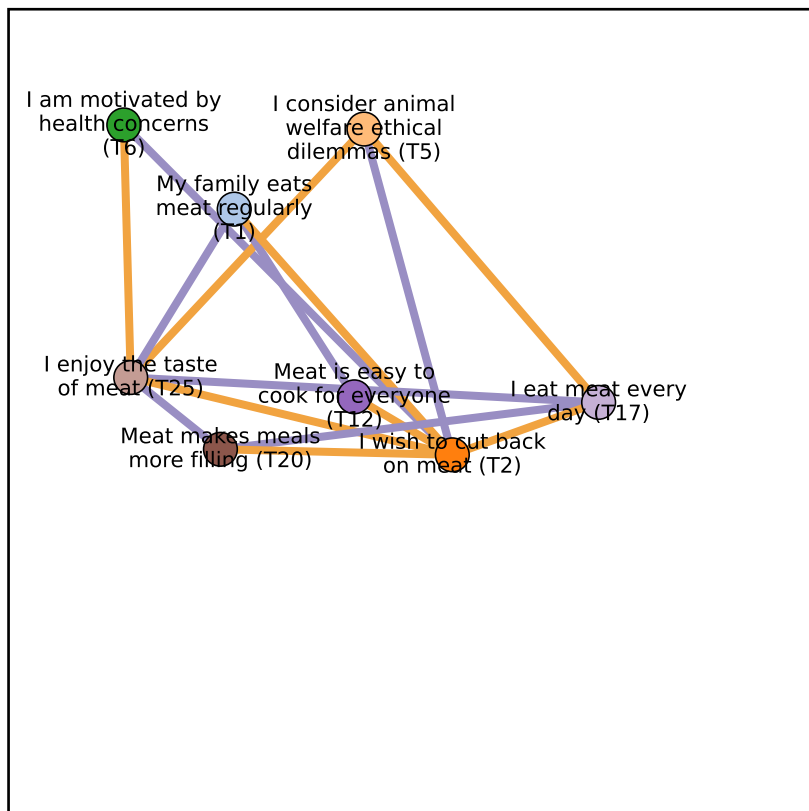 I am motivated by
health concerns
(T6)
I consider animal
welfare ethical
dilemmas (T5)
My family eats
meat regularly
(T1)
I enjoy the taste
of meat (T25)
Meat is easy to
cook for everyone
(T12)
I eat meat every
day (T17)
Meat makes meals
more filling (T20)
I wish to cut back
on meat (T2)